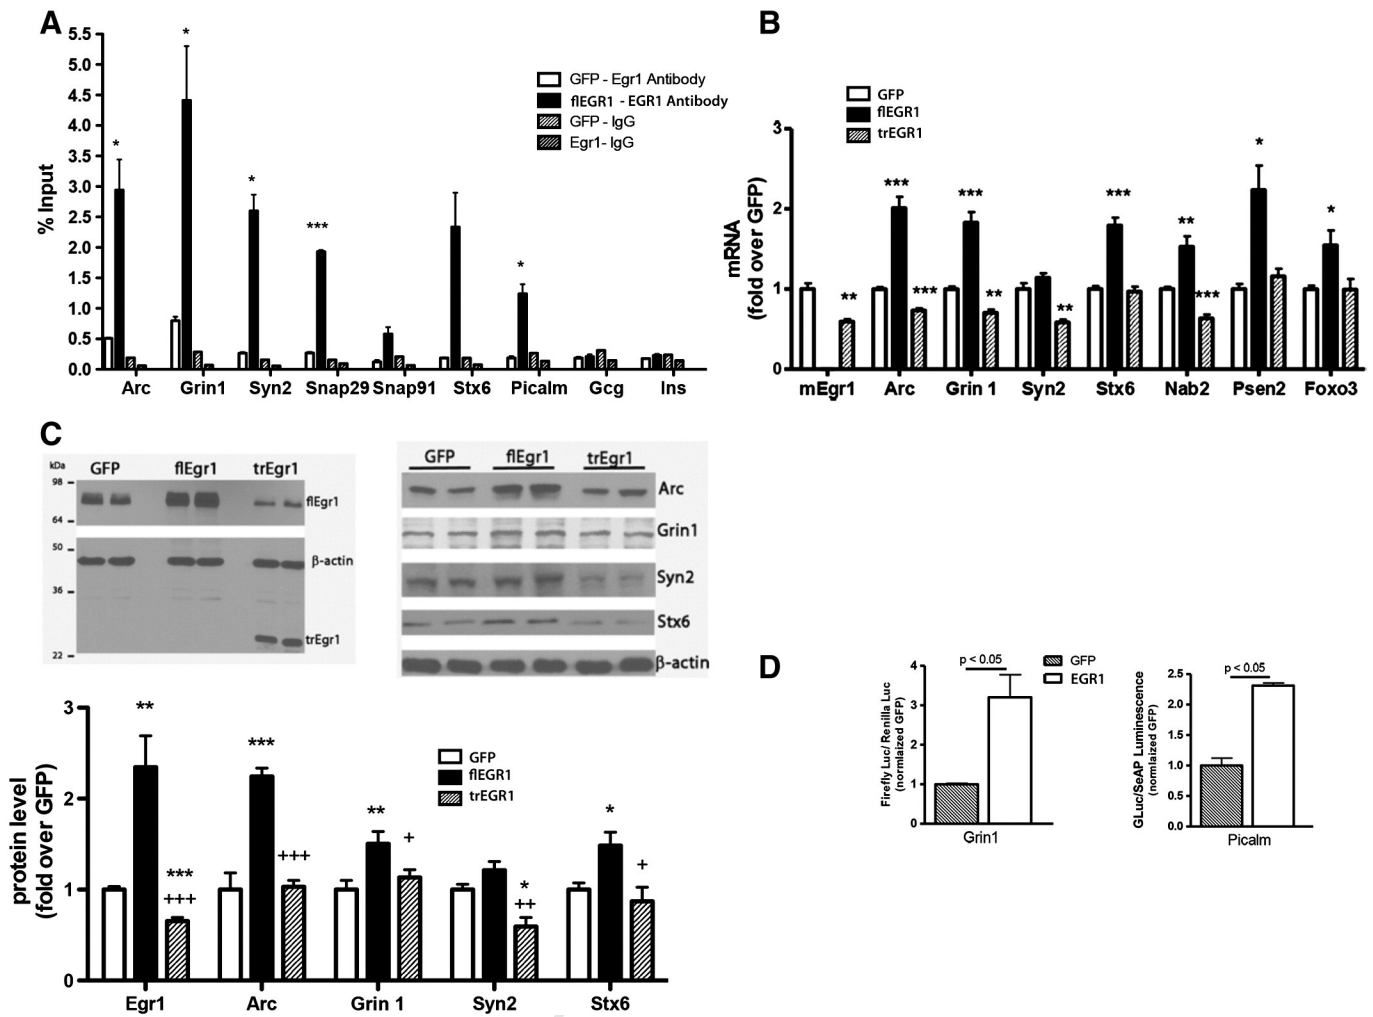 A
5.5
5.0
4.5
4.0
3.5
3.0
2.5
2.0
1.5
1.0
0.5
0.0
% Input
* * * *** *
GFP - Egr1 Antibody
flEGR1 - EGR1 Antibody
GFP - IgG
Egr1- IgG
Arc Grin1 Syn2 Snap29 Snap91 Stx6 Picalm Gcg Ins
B
GFP
flEGR1
trEGR1
3
2
1
0
mRNA
(fold over GFP)
** *** *** *** ** ** *** ** *** * *
mEgr1 Arc Grin 1 Syn2 Stx6 Nab2 Psen2 Foxo3
C
kDa GFP flEgr1 trEgr1
98
64
50
36
22
flEgr1
β-actin
trEgr1
GFP flEgr1 trEgr1
Arc
Grin1
Syn2
Stx6
β-actin
3
2
1
0
protein level
(fold over GFP)
GFP
flEGR1
trEGR1
** *** ** *
*** +++ +++ + * ++ +
Egr1 Arc Grin 1 Syn2 Stx6
D
4
3
2
1
0
Firefly Luc/ Renilla Luc
(normlaized GFP)
p < 0.05
GFP
EGR1
Grin1
2.5
2.0
1.5
1.0
0.5
0.0
GLuc/SeAP Luminescence
(nomlaized GFP)
p < 0.05
Picalm